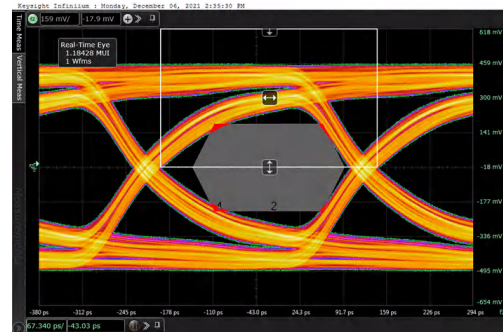 Keysight Infiniium : Monday, December 06, 2021 2:35:30 PM
159 mV/
-17.9 mV
Time Meas
Vertical Meas
Real-Time Eye
1.18428 MUI
1 Wfms
618 mV
459 mV
300 mV
141 mV
-18 mV
-177 mV
-336 mV
-495 mV
-654 mV
Measurements
4
2
-380 ps
-312 ps
-245 ps
-178 ps
-110 ps
-43.0 ps
24.3 ps
91.7 ps
159 ps
226 ps
294 ps
67.340 ps/
-43.03 ps